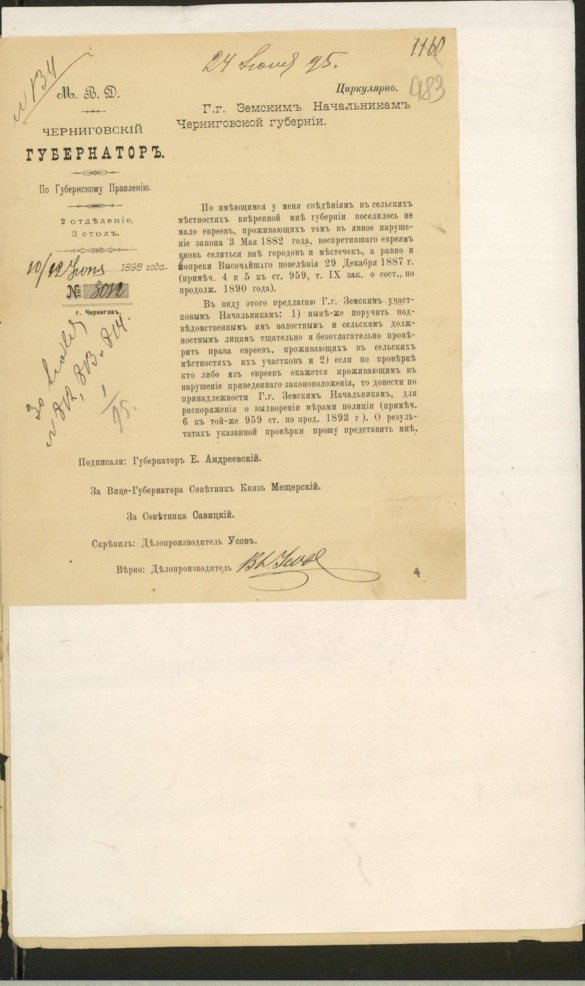 24 Іюня 95.
1160
983
№ 134
М. В. Д.
ЧЕРНИГОВСКІЙ
ГУБЕРНАТОРЪ.
По Губернскому Правленію.
2 отдѣленіе,
3 столъ.
1895 года.
№ 3012
г. Черниговъ.
Циркулярно.
Г.г. Земскимъ Начальникамъ
Черниговской губерніи.
По имѣющимся у меня свѣдѣніямъ въ сельскихъ
мѣстностяхъ ввѣренной мнѣ губерніи поселилось не
мало евреевъ, проживающихъ тамъ въ явное наруше-
ніе закона 3 Мая 1882 года, воспретившаго евреямъ
вновь селиться внѣ городовъ и мѣстечекъ, а равно и
вопреки Высочайшаго повелѣнія 29 Декабря 1887 г.
(примѣч. 4 и 5 къ ст. 959, т. IX зак. о сост., по
продолж. 1890 года).
Въ виду этого предлагаю Г.г. Земскимъ участ-
ковымъ Начальникамъ: 1) нынѣ-же поручить под-
вѣдомственнымъ имъ волостнымъ и сельскимъ долж-
ностнымъ лицамъ тщательно и безотлагательно провѣ-
рить права евреевъ, проживающихъ въ сельскихъ
мѣстностяхъ ихъ участковъ и 2) если по провѣркѣ
кто либо изъ евреевъ окажется проживающимъ въ
нарушеніе приведеннаго законоположенія, то донести по
принадлежности Г.г. Земскимъ Начальникамъ, для
распоряженія о выдвореніи мѣрами полиціи (примѣч.
6 къ той-же 959 ст. по прод. 1893 г.). О резуль-
татахъ указанной провѣрки прошу представить мнѣ.
Подписали: Губернаторъ Е. Андреевскій.
За Вице-Губернатора Совѣтникъ Князь Мещерскій.
За Совѣтника Савицкій.
Скрѣпилъ: Дѣлопроизводитель Усовъ.
Вѣрно: Дѣлопроизводитель